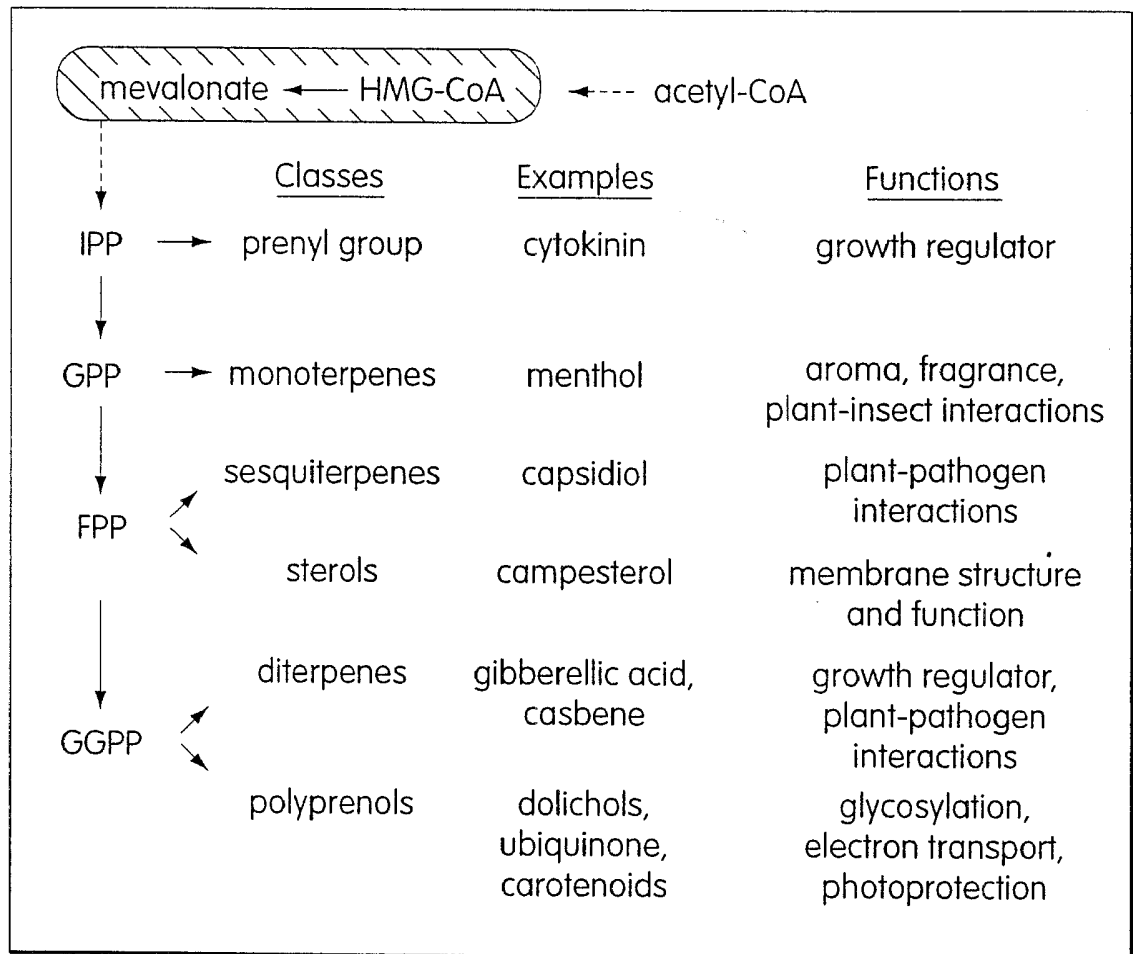 mevalonate ← HMG-CoA ← acetyl-CoA
Classes Examples Functions
IPP → prenyl group cytokinin growth regulator
GPP → monoterpenes menthol aroma, fragrance,
plant-insect interactions
sesquiterpenes capsidiol plant-pathogen
interactions
FPP
sterols campesterol membrane structure
and function
diterpenes gibberellic acid, growth regulator,
casbene plant-pathogen
GGPP interactions
polyprenols dolichols, glycosylation,
ubiquinone, electron transport,
carotenoids photoprotection